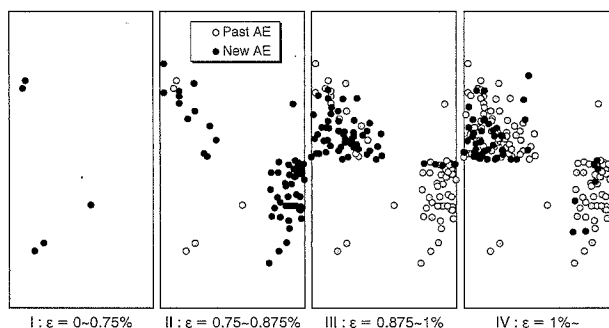 Past AE
New AE
I : ε = 0~0.75%
II : ε = 0.75~0.875%
III : ε = 0.875~1%
IV : ε = 1%~